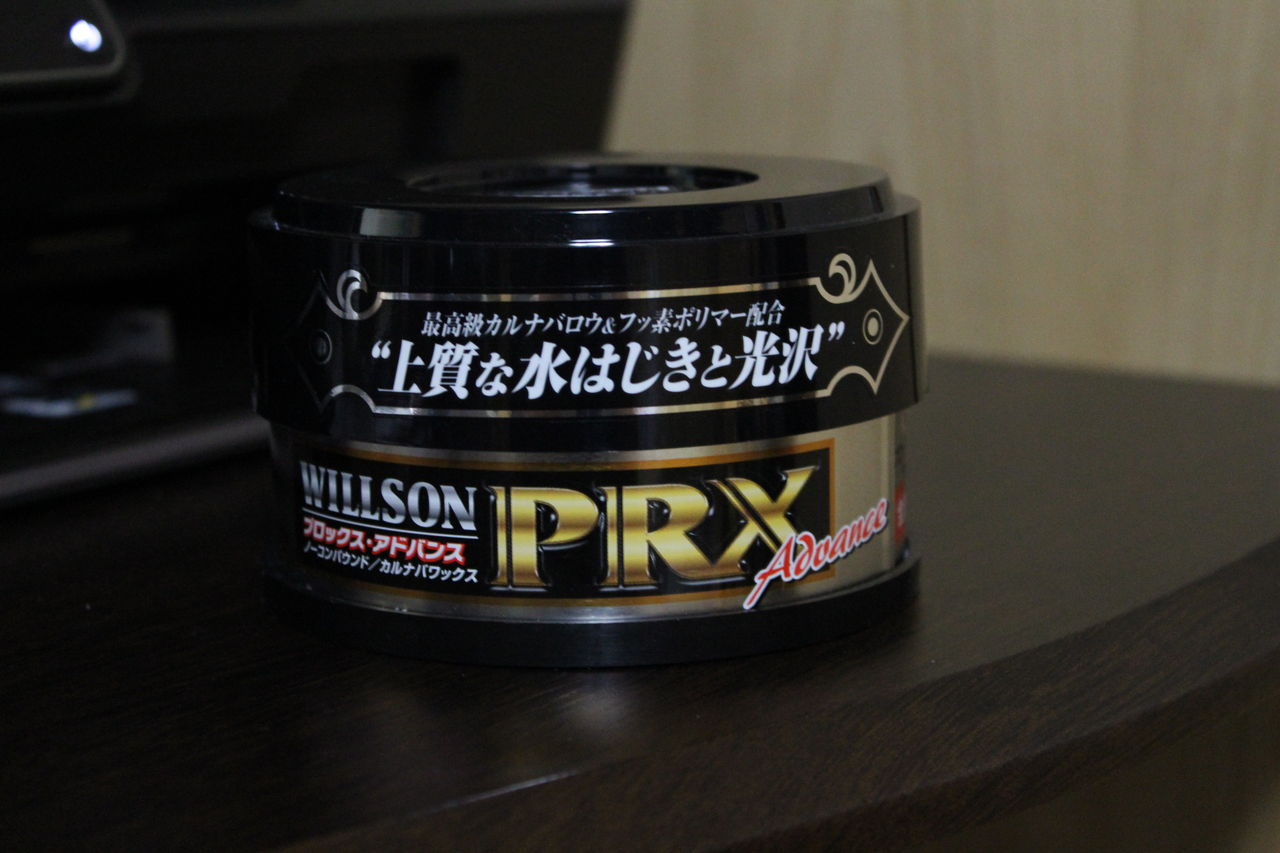 最高級カルナバロウ&フッ素ポリマー配合
“上質な水はじきと光沢”
WILLSON
プロックス・アドバンス
ノーコンパウンド/カルナバワックス
PRX
Advance